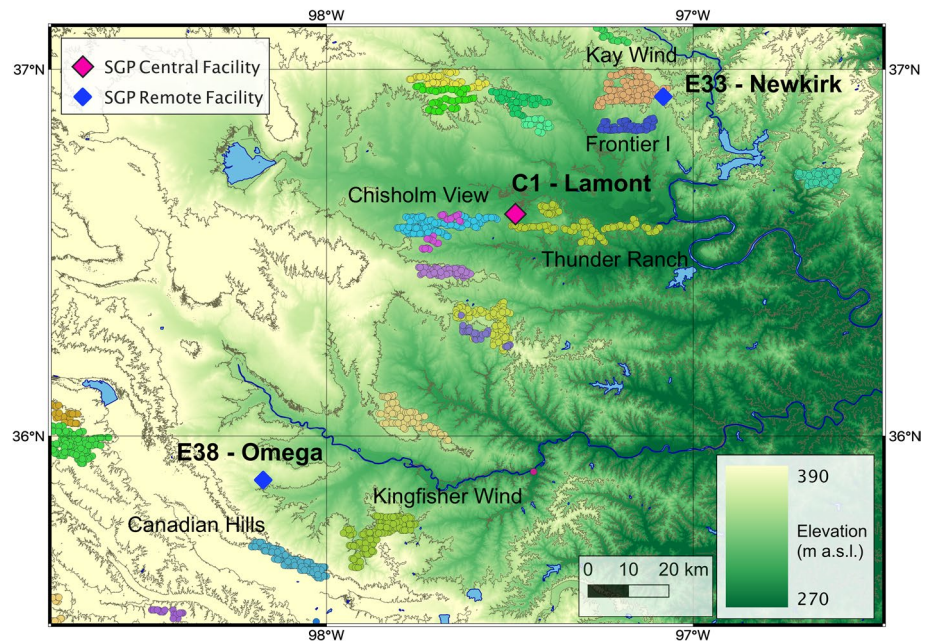 98°W
97°W
37°N
37°N
SGP Central Facility
SGP Remote Facility
Kay Wind
E33 - Newkirk
Frontier I
C1 - Lamont
Chisholm View
Thunder Ranch
36°N
36°N
E38 - Omega
Kingfisher Wind
Canadian Hills
390
Elevation
(m a.s.l.)
270
0 10 20 km
98°W
97°W